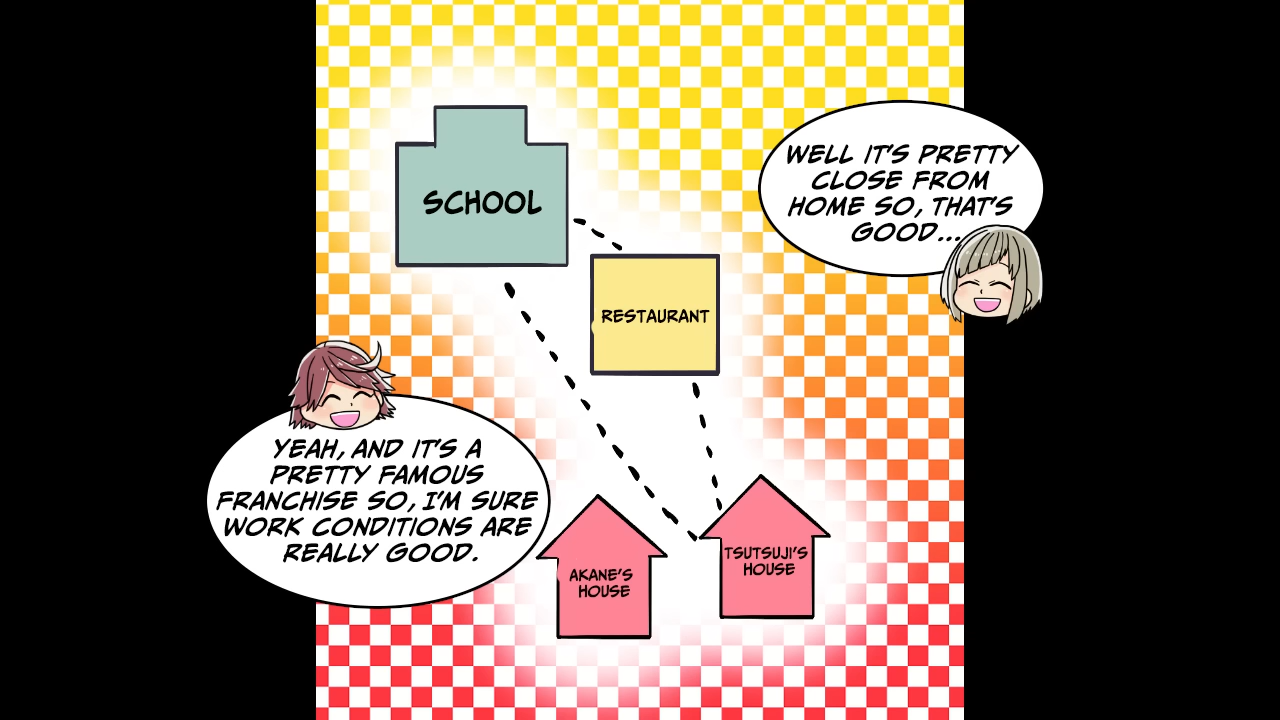 WELL IT'S PRETTY
CLOSE FROM
HOME SO, THAT'S
GOOD...
SCHOOL
RESTAURANT
YEAH, AND IT'S A
PRETTY FAMOUS
FRANCHISE SO, I'M SURE
WORK CONDITIONS ARE
REALLY GOOD.
AKANE'S
HOUSE
TSUTSUJI'S
HOUSE